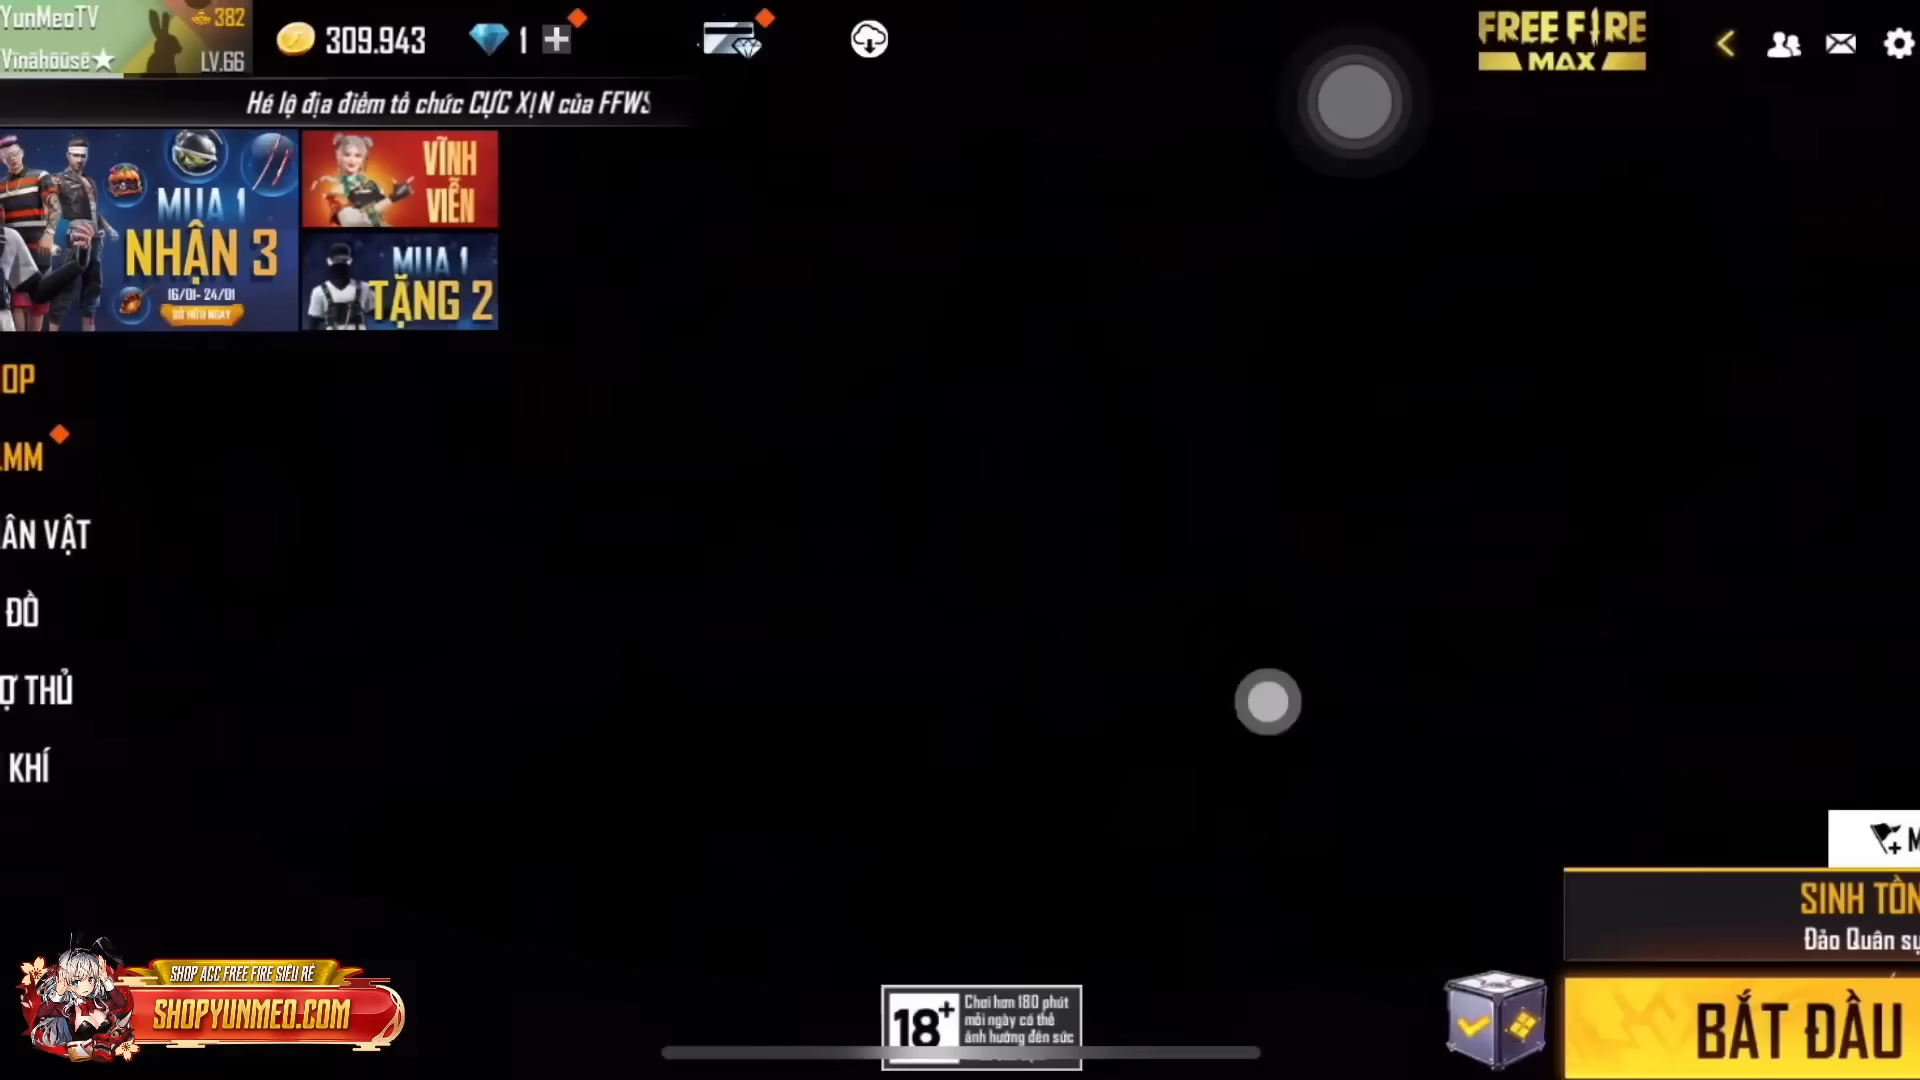 YunMeoTV
382
Vinahouse★
LV.66
309.943
1
FREE FIRE
MAX
Hé lộ địa điểm tổ chức CỰC XỊN của FFWS
MUA 1
NHẬN 3
16/01- 24/01
SỞ HỮU NGAY
VĨNH
VIỄN
MUA 1
TẶNG 2
OP
MM
ÂN VẬT
ĐỒ
Ợ THỦ
KHÍ
M
SINH TỒN
Đảo Quân sự
BẮT ĐẦU
SHOP ACC FREE FIRE SIÊU RẺ
SHOPYUNMEO.COM
18+
Chơi hơn 180 phút
mỗi ngày có thể
ảnh hưởng đến sức